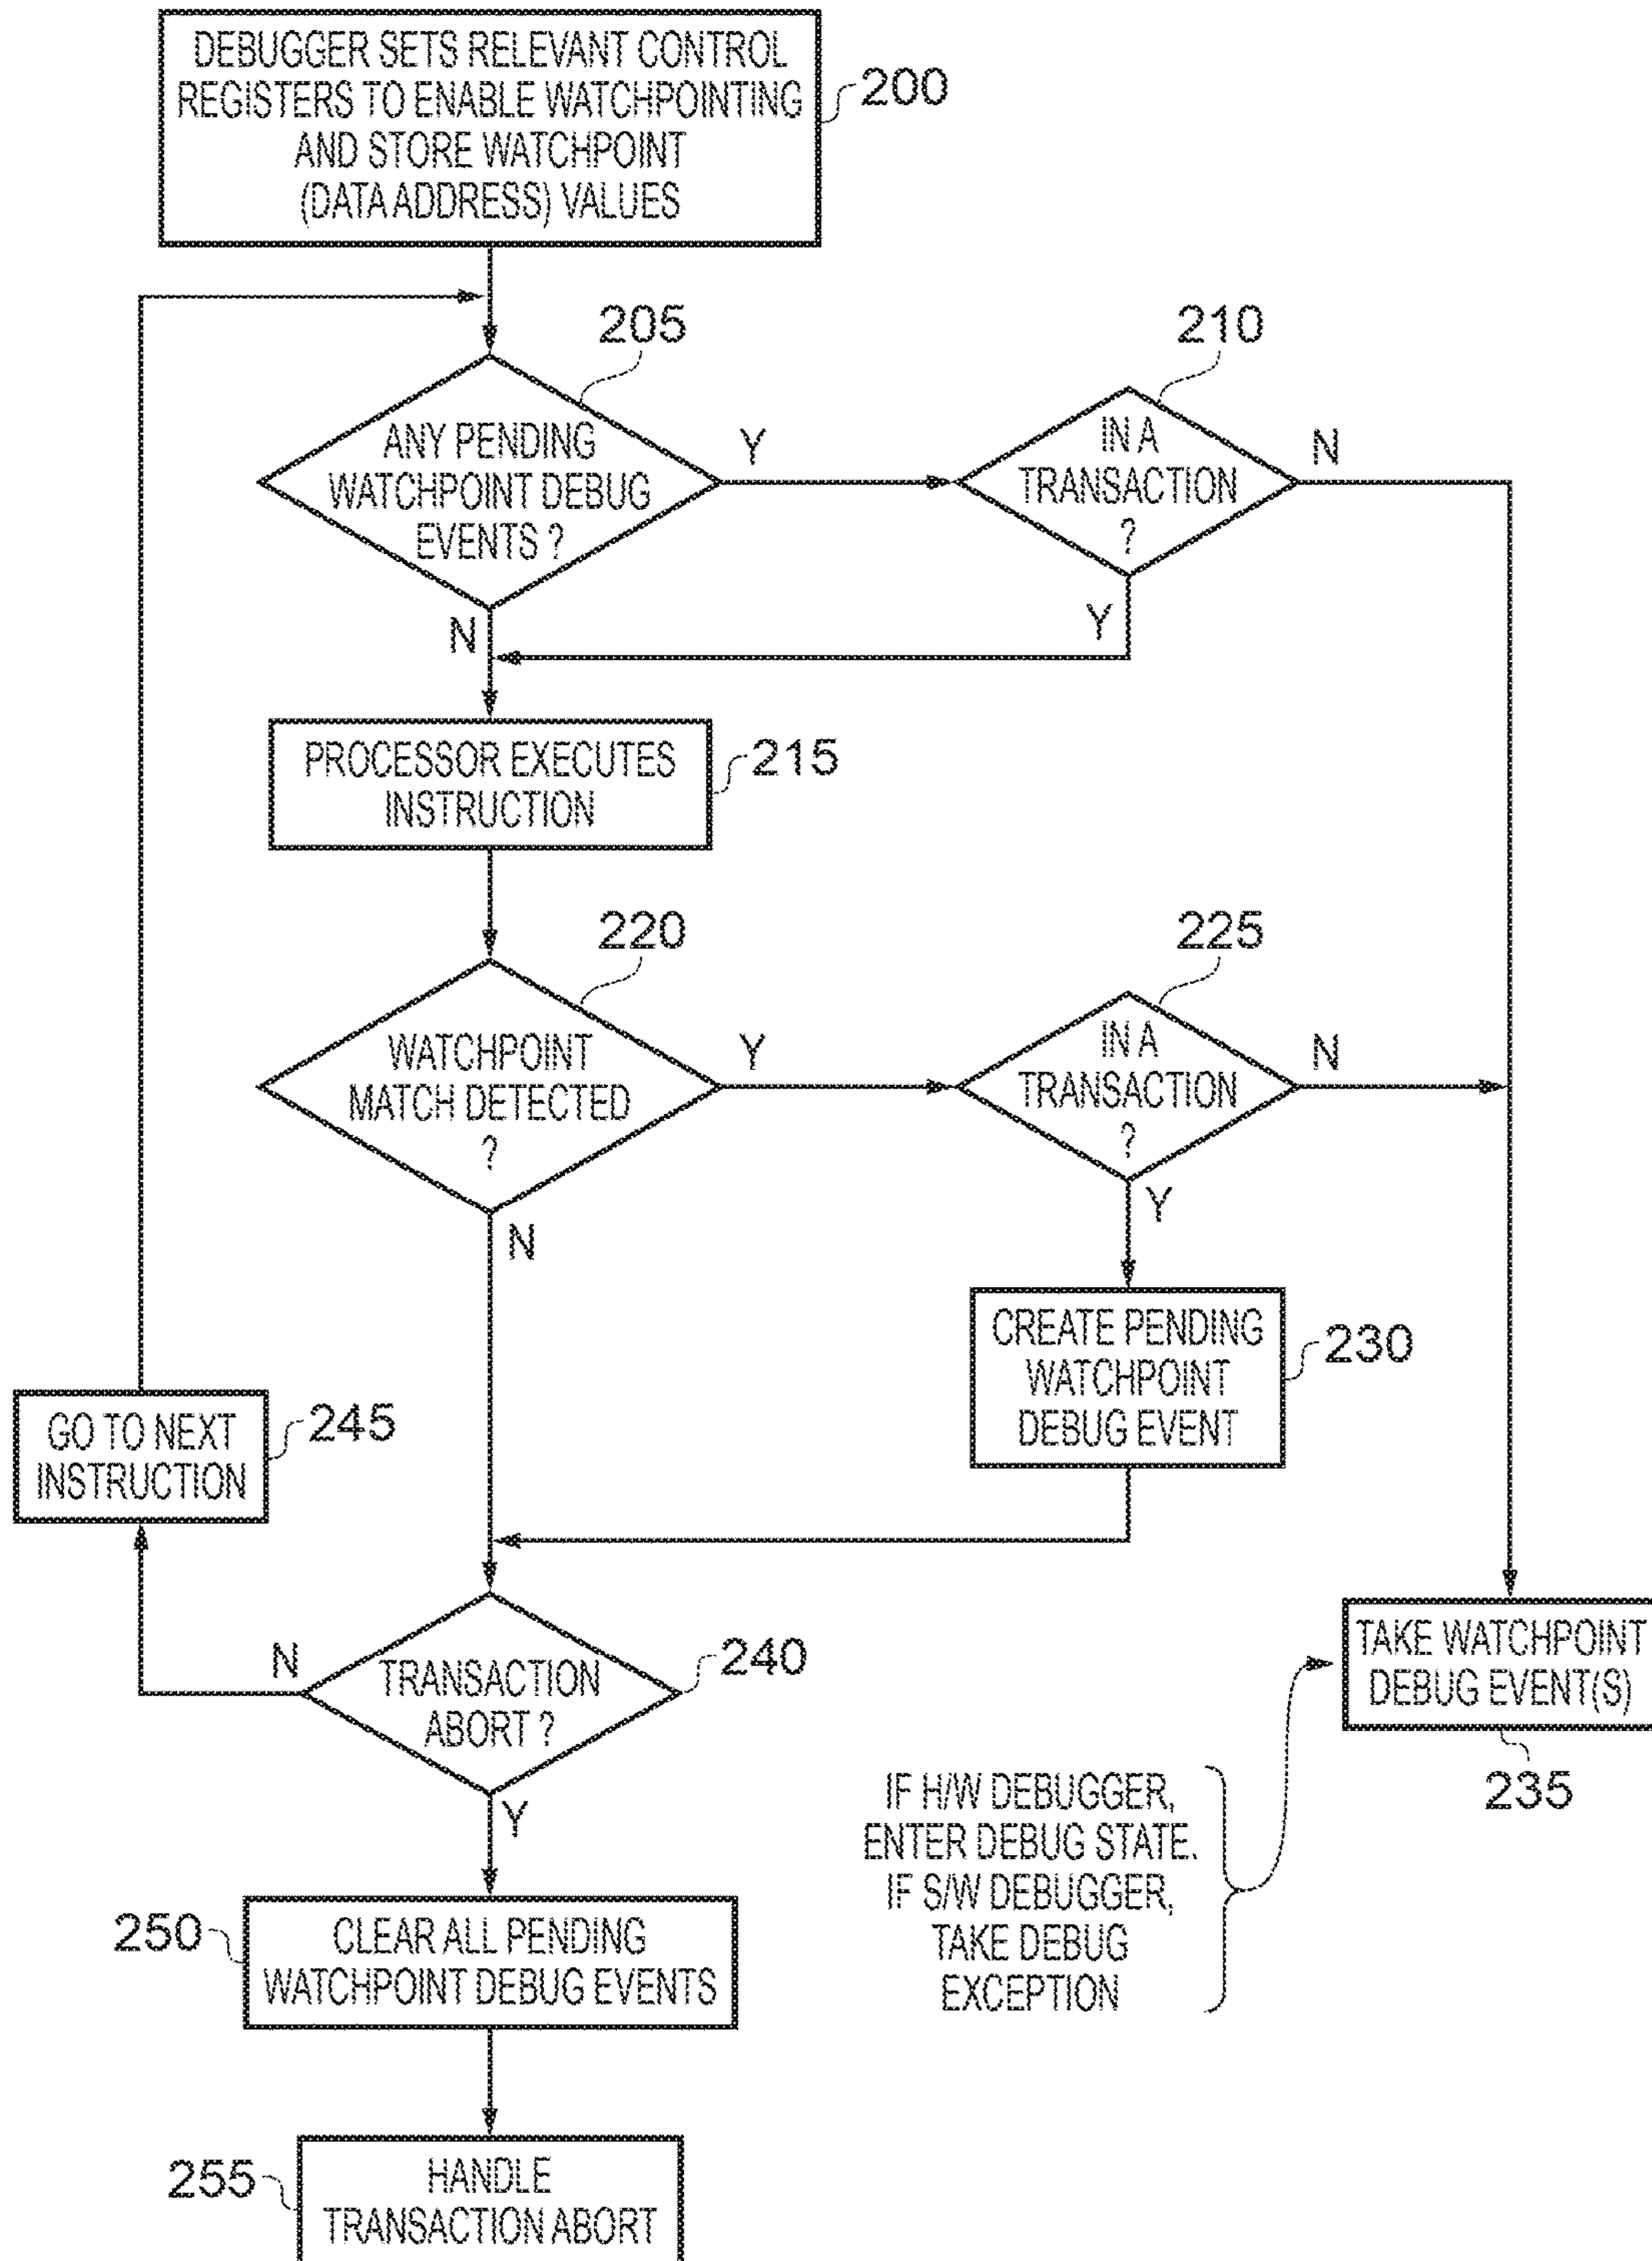 DEBUGGER SETS RELEVANT CONTROL
REGISTERS TO ENABLE WATCHPOINTING
AND STORE WATCHPOINT
(DATA ADDRESS) VALUES
200
205
210
ANY PENDING
WATCHPOINT DEBUG
EVENTS ?
Y
IN A
TRANSACTION
?
N
N
Y
PROCESSOR EXECUTES
INSTRUCTION
215
220
225
WATCHPOINT
MATCH DETECTED
?
Y
IN A
TRANSACTION
?
N
N
Y
CREATE PENDING
WATCHPOINT
DEBUG EVENT
230
GO TO NEXT
INSTRUCTION
245
N
TRANSACTION
ABORT ?
240
Y
TAKE WATCHPOINT
DEBUG EVENT(S)
235
IF H/W DEBUGGER,
ENTER DEBUG STATE.
IF S/W DEBUGGER,
TAKE DEBUG
EXCEPTION
250
CLEAR ALL PENDING
WATCHPOINT DEBUG EVENTS
255
HANDLE
TRANSACTION ABORT